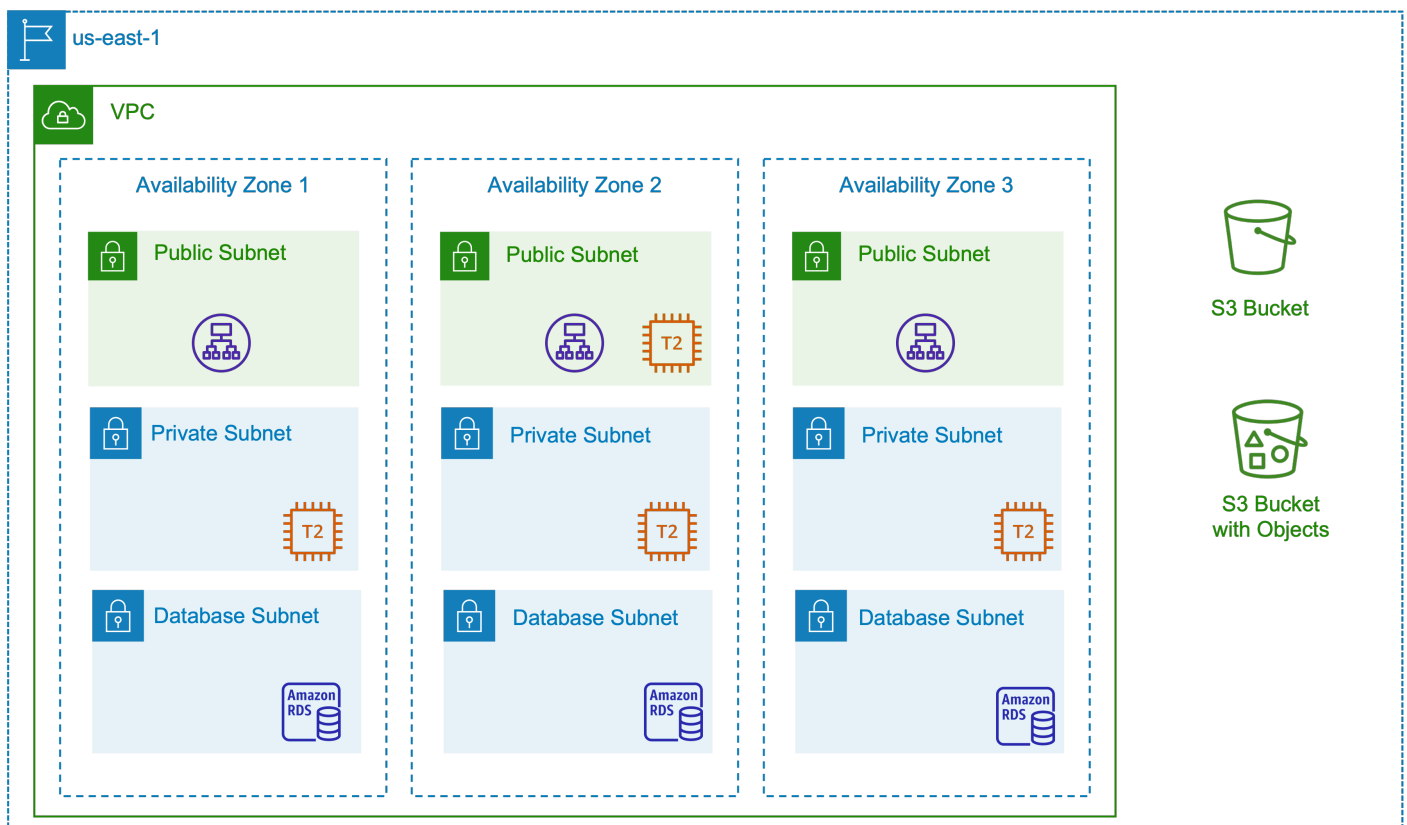 us-east-1
VPC
Availability Zone 1
Availability Zone 2
Availability Zone 3
Public Subnet
Public Subnet
Public Subnet
T2
S3 Bucket
Private Subnet
Private Subnet
Private Subnet
T2
T2
T2
S3 Bucket
with Objects
Database Subnet
Database Subnet
Database Subnet
Amazon
RDS
Amazon
RDS
Amazon
RDS